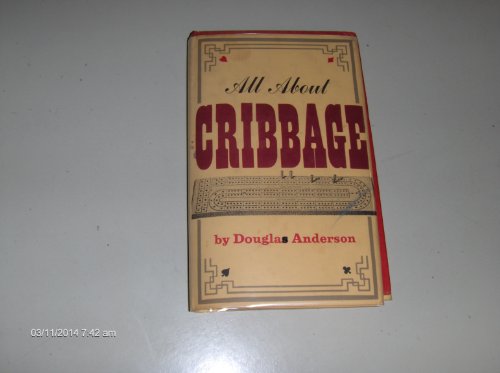 All About
CRIBBAGE
by Douglas Anderson
03/11/2014 7:42 am